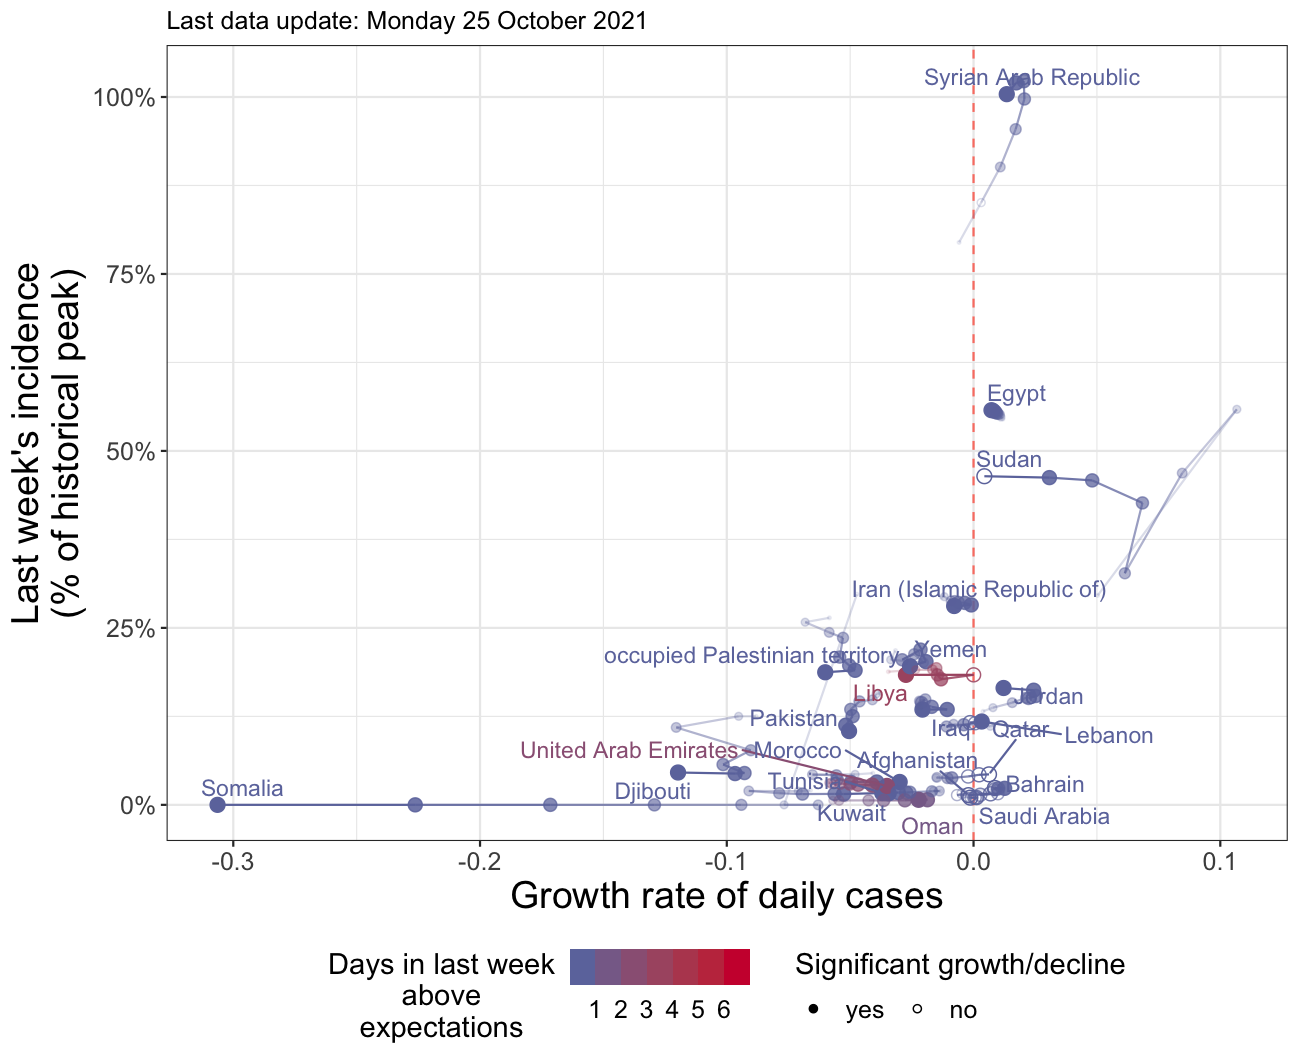 Last data update: Monday 25 October 2021
Last week's incidence
(% of historical peak)
100%
75%
50%
25%
0%
Syrian Arab Republic
Egypt
Sudan
Iran (Islamic Republic of)
occupied Palestinian territory
Yemen
Libya
Jordan
Pakistan
Iraq
Qatar
Lebanon
United Arab Emirates
Morocco
Afghanistan
Somalia
Djibouti
Tunisia
Bahrain
Kuwait
Oman
Saudi Arabia
-0.3
-0.2
-0.1
0.0
0.1
Growth rate of daily cases
Days in last week
above
expectations
1 2 3 4 5 6
Significant growth/decline
yes
no